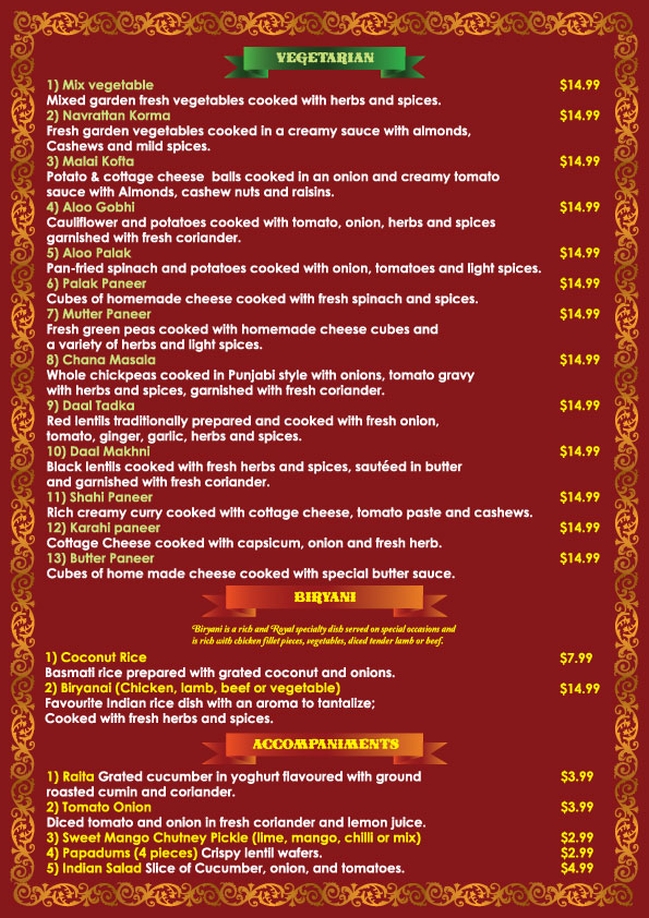 VEGETARIAN
1) Mix vegetable $14.99
Mixed garden fresh vegetables cooked with herbs and spices.
2) Navrattan Korma $14.99
Fresh garden vegetables cooked in a creamy sauce with almonds,
Cashews and mild spices.
3) Malai Kofta $14.99
Potato & cottage cheese balls cooked in an onion and creamy tomato
sauce with Almonds, cashew nuts and raisins.
4) Aloo Gobhi $14.99
Cauliflower and potatoes cooked with tomato, onion, herbs and spices
garnished with fresh coriander.
5) Aloo Palak $14.99
Pan-fried spinach and potatoes cooked with onion, tomatoes and light spices.
6) Palak Paneer $14.99
Cubes of homemade cheese cooked with fresh spinach and spices.
7) Mutter Paneer $14.99
Fresh green peas cooked with homemade cheese cubes and
a variety of herbs and light spices.
8) Chana Masala $14.99
Whole chickpeas cooked in Punjabi style with onions, tomato gravy
with herbs and spices, garnished with fresh coriander.
9) Daal Tadka $14.99
Red lentils traditionally prepared and cooked with fresh onion,
tomato, ginger, garlic, herbs and spices.
10) Daal Makhni $14.99
Black lentils cooked with fresh herbs and spices, sautéed in butter
and garnished with fresh coriander.
11) Shahi Paneer $14.99
Rich creamy curry cooked with cottage cheese, tomato paste and cashews.
12) Karahi paneer $14.99
Cottage Cheese cooked with capsicum, onion and fresh herb.
13) Butter Paneer $14.99
Cubes of home made cheese cooked with special butter sauce.
BIRYANI
Biryani is a rich and Royal specialty dish served on special occasions and
is rich with chicken fillet pieces, vegetables, diced tender lamb or beef.
1) Coconut Rice $7.99
Basmati rice prepared with grated coconut and onions.
2) Biryanai (Chicken, lamb, beef or vegetable) $14.99
Favourite Indian rice dish with an aroma to tantalize;
Cooked with fresh herbs and spices.
ACCOMPANIMENTS
1) Raita Grated cucumber in yoghurt flavoured with ground $3.99
roasted cumin and coriander.
2) Tomato Onion $3.99
Diced tomato and onion in fresh coriander and lemon juice.
3) Sweet Mango Chutney Pickle (lime, mango, chilli or mix) $2.99
4) Papadums (4 pieces) Crispy lentil wafers. $2.99
5) Indian Salad Slice of Cucumber, onion, and tomatoes. $4.99